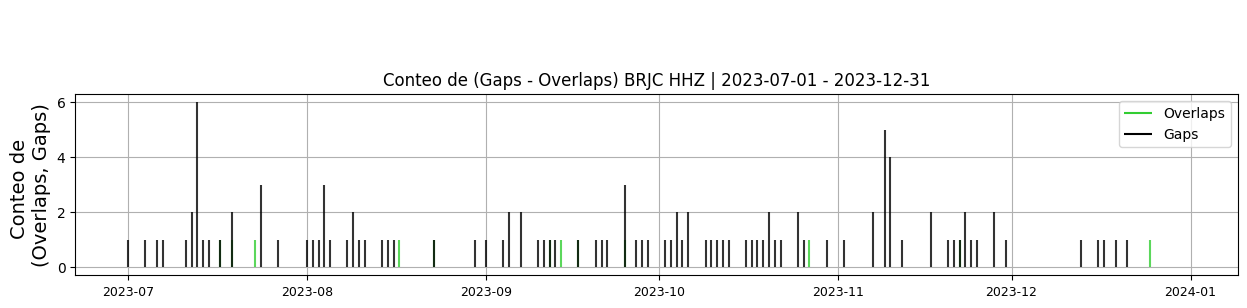 Conteo de (Gaps - Overlaps) BRJC HHZ | 2023-07-01 - 2023-12-31
Conteo de
(Overlaps, Gaps)
6
4
2
0
Overlaps
Gaps
2023-07
2023-08
2023-09
2023-10
2023-11
2023-12
2024-01